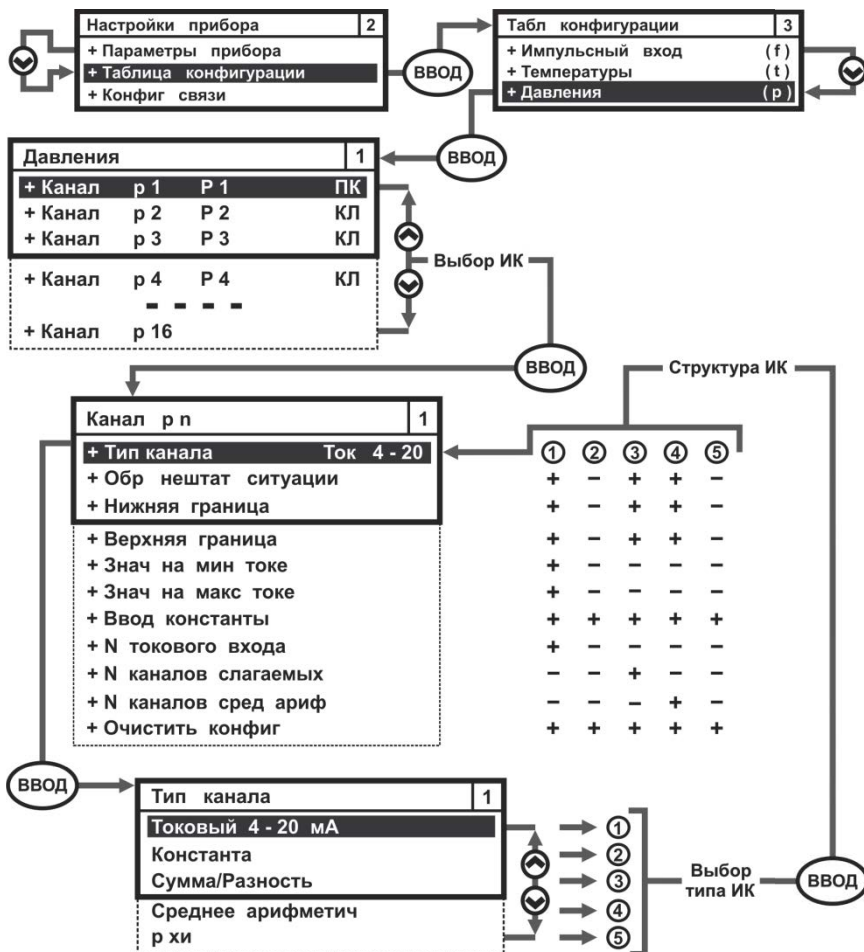 Настройки прибора 2
+ Параметры прибора
+ Таблица конфигурации
+ Конфиг связи
ВВОД
Табл конфигурации 3
+ Импульсный вход (f)
+ Температуры (t)
+ Давления (p)
ВВОД
Давления 1
+ Канал p 1 P 1 ПК
+ Канал p 2 P 2 КЛ
+ Канал p 3 P 3 КЛ
+ Канал p 4 P 4 КЛ
- - - -
+ Канал p 16
Выбор ИК
ВВОД
Структура ИК
Канал p n 1
+ Тип канала Ток 4 - 20 1 2 3 4 5
+ Обр нештат ситуации + – + + –
+ Нижняя граница + – + + –
+ Верхняя граница + – + + –
+ Знач на мин токе + – – – –
+ Знач на макс токе + – – – –
+ Ввод константы + + + + +
+ N токового входа + – – – –
+ N каналов слагаемых – – + – –
+ N каналов сред ариф – – – + –
+ Очистить конфиг + + + + +
ВВОД
Тип канала 1
Токовый 4 - 20 мА 1
Константа 2
Сумма/Разность 3
Среднее арифметич 4
р хи 5
Выбор
типа ИК
ВВОД